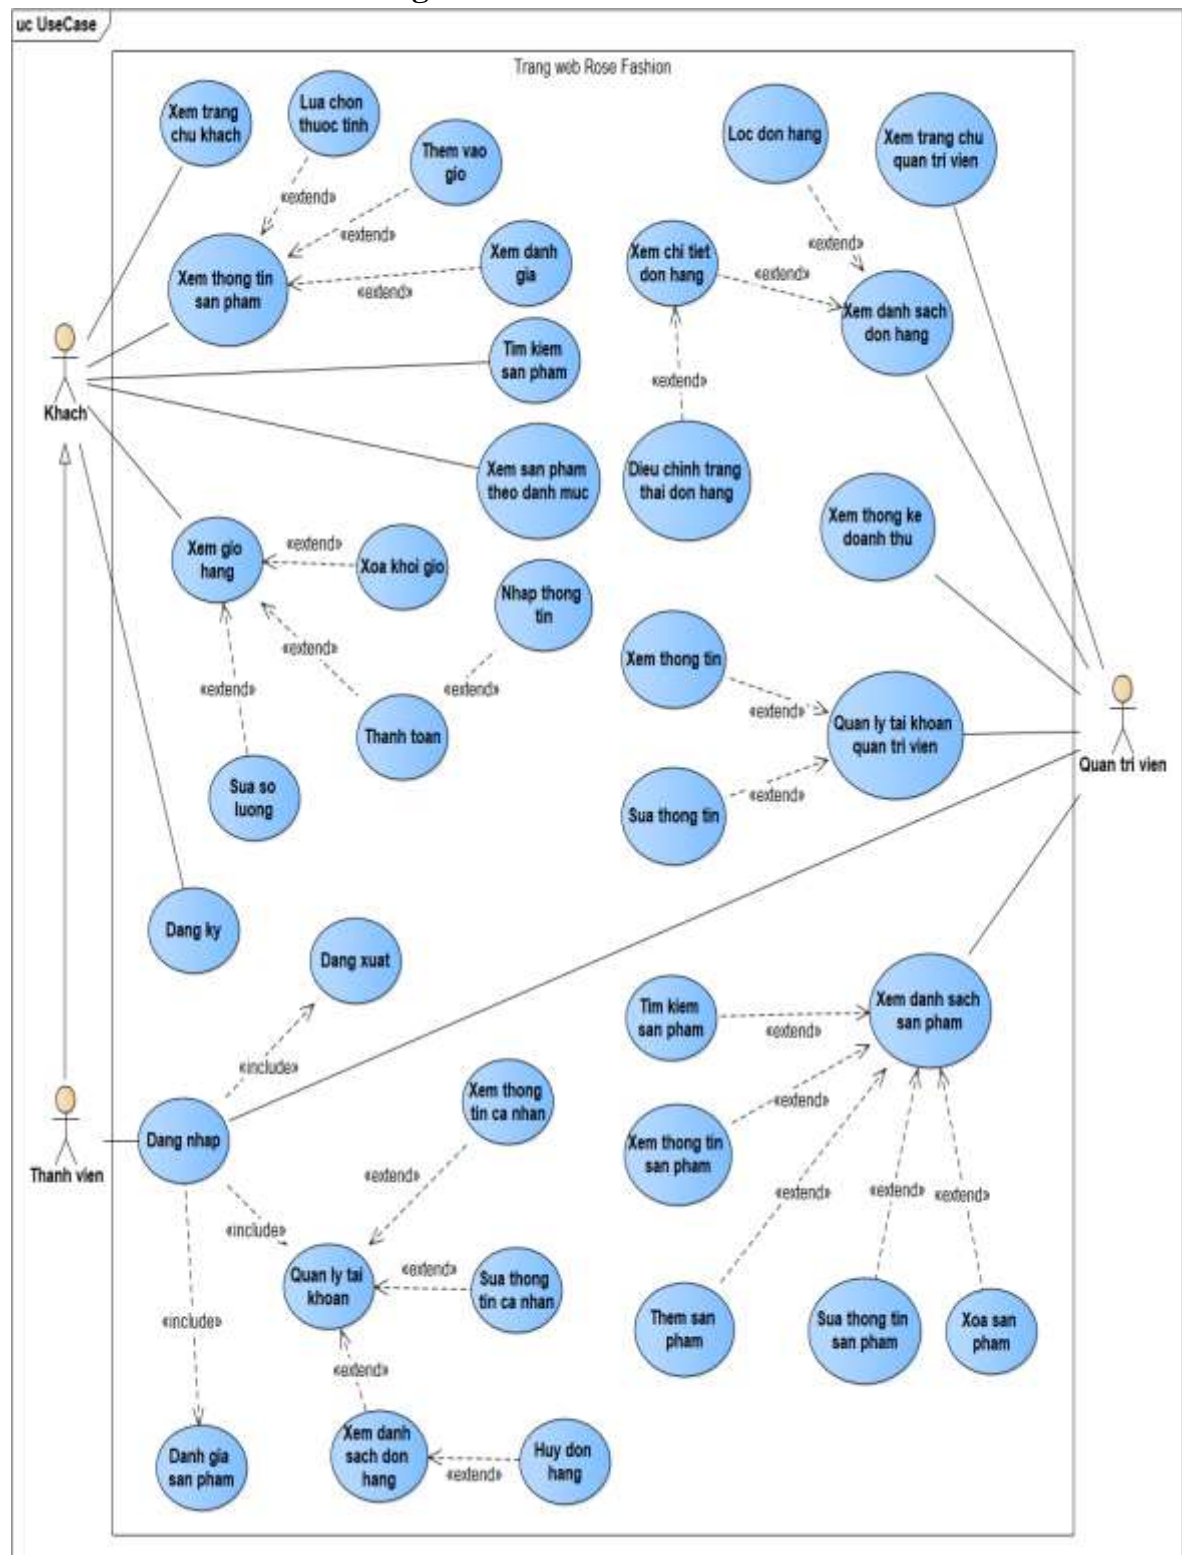 uc UseCase
Trang web Rose Fashion
Xem trang
chu khach
Lua chon
thuoc tinh
Them vao
gio
«extend»
«extend»
Xem thong tin
san pham
Xem danh
gia
«extend»
Tim kiem
san pham
Khach
Xem san pham
theo danh muc
Xem gio
hang
«extend»
Xoa khoi gio
Nhap thong
tin
«extend»
«extend»
«extend»
Thanh toan
Sua so
luong
Dang ky
Loc don hang
Xem trang chu
quan tri vien
«extend»
Xem chi tiet
don hang
«extend»
Xem danh sach
don hang
«extend»
Dieu chinh trang
thai don hang
Xem thong ke
doanh thu
Xem thong tin
«extend»
Quan ly tai khoan
quan tri vien
Quan tri vien
«extend»
Sua thong tin
Dang xuat
«include»
Xem thong
tin ca nhan
Dang nhap
Thanh vien
«extend»
«include»
Quan ly tai
khoan
«extend»
Sua thong
tin ca nhan
«include»
«extend»
Danh gia
san pham
Xem danh
sach don
hang
«extend»
Huy don
hang
Xem danh sach
san pham
Tim kiem
san pham
«extend»
«extend»
Xem thong tin
san pham
«extend»
«extend»
«extend»
Them san
pham
Sua thong tin
san pham
Xoa san
pham